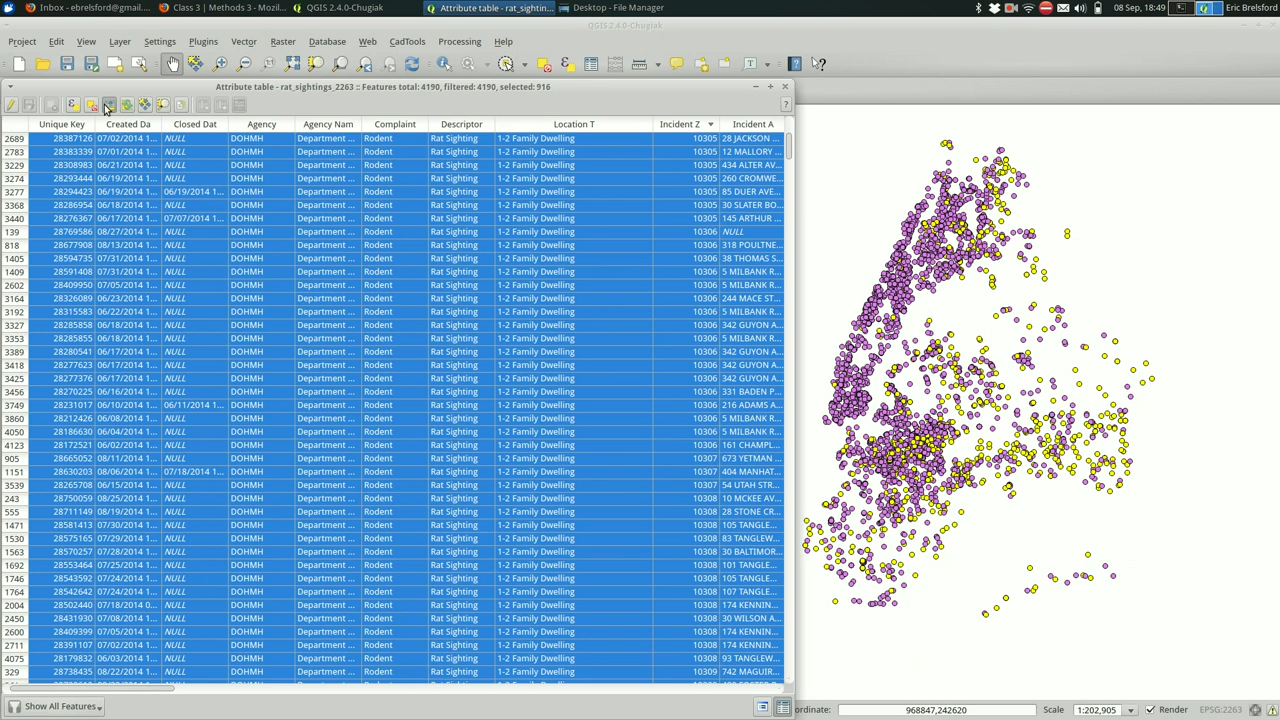 Inbox - ebrelsford@gmail.... Class 3 | Methods 3 - Mozil... QGIS 2.4.0-Chugiak Attribute table - rat_sightin... Desktop - File Manager 08 Sep, 18:49 Eric Brelsford
QGIS 2.4.0-Chugiak
Project Edit View Layer Settings Plugins Vector Raster Database Web CadTools Processing Help
Attribute table - rat_sightings_2263 :: Features total: 4190, filtered: 4190, selected: 916
Unique Key Created Da Closed Dat Agency Agency Nam Complaint Descriptor Location T Incident Z Incident A
2689 28387126 07/02/2014 1... NULL DOHMH Department ... Rodent Rat Sighting 1-2 Family Dwelling 10305 28 JACKSON ...
2729 28383339 07/01/2014 1... NULL DOHMH Department ... Rodent Rat Sighting 1-2 Family Dwelling 10305 12 MALLORY ...
3229 28308983 06/21/2014 1... NULL DOHMH Department ... Rodent Rat Sighting 1-2 Family Dwelling 10305 434 ALTER AV...
3274 28293444 06/19/2014 1... NULL DOHMH Department ... Rodent Rat Sighting 1-2 Family Dwelling 10305 260 CROMWE...
3277 28294423 06/19/2014 1... 06/19/2014 1... DOHMH Department ... Rodent Rat Sighting 1-2 Family Dwelling 10305 85 DUER AVE...
3368 28286954 06/18/2014 1... NULL DOHMH Department ... Rodent Rat Sighting 1-2 Family Dwelling 10305 30 SLATER BO...
3440 28276367 06/17/2014 1... 07/07/2014 1... DOHMH Department ... Rodent Rat Sighting 1-2 Family Dwelling 10305 145 ARTHUR ...
139 28769586 08/27/2014 1... NULL DOHMH Department ... Rodent Rat Sighting 1-2 Family Dwelling 10306 NULL
818 28677908 08/13/2014 1... NULL DOHMH Department ... Rodent Rat Sighting 1-2 Family Dwelling 10306 318 POULTNE...
1405 28594735 07/31/2014 1... NULL DOHMH Department ... Rodent Rat Sighting 1-2 Family Dwelling 10306 38 THOMAS S...
1409 28591408 07/31/2014 1... NULL DOHMH Department ... Rodent Rat Sighting 1-2 Family Dwelling 10306 5 MILBANK R...
2602 28409950 07/05/2014 1... NULL DOHMH Department ... Rodent Rat Sighting 1-2 Family Dwelling 10306 5 MILBANK R...
3164 28326089 06/23/2014 1... NULL DOHMH Department ... Rodent Rat Sighting 1-2 Family Dwelling 10306 244 MACE ST...
3192 28315583 06/22/2014 1... NULL DOHMH Department ... Rodent Rat Sighting 1-2 Family Dwelling 10306 5 MILBANK R...
3327 28285858 06/18/2014 1... NULL DOHMH Department ... Rodent Rat Sighting 1-2 Family Dwelling 10306 342 GUYON A...
3353 28285855 06/18/2014 1... NULL DOHMH Department ... Rodent Rat Sighting 1-2 Family Dwelling 10306 342 GUYON A...
3389 28280541 06/17/2014 1... NULL DOHMH Department ... Rodent Rat Sighting 1-2 Family Dwelling 10306 342 GUYON A...
3418 28277623 06/17/2014 1... NULL DOHMH Department ... Rodent Rat Sighting 1-2 Family Dwelling 10306 342 GUYON A...
3425 28277376 06/17/2014 1... NULL DOHMH Department ... Rodent Rat Sighting 1-2 Family Dwelling 10306 342 GUYON A...
3456 28270225 06/16/2014 1... NULL DOHMH Department ... Rodent Rat Sighting 1-2 Family Dwelling 10306 331 BADEN P...
3749 28231017 06/10/2014 1... 06/11/2014 1... DOHMH Department ... Rodent Rat Sighting 1-2 Family Dwelling 10306 216 ADAMS A...
3860 28212426 06/08/2014 1... NULL DOHMH Department ... Rodent Rat Sighting 1-2 Family Dwelling 10306 5 MILBANK R...
4050 28186630 06/04/2014 1... NULL DOHMH Department ... Rodent Rat Sighting 1-2 Family Dwelling 10306 5 MILBANK R...
4123 28172521 06/02/2014 1... NULL DOHMH Department ... Rodent Rat Sighting 1-2 Family Dwelling 10306 161 CHAMPL...
905 28665052 08/11/2014 1... NULL DOHMH Department ... Rodent Rat Sighting 1-2 Family Dwelling 10307 673 YETMAN ...
1151 28630203 08/06/2014 1... 07/18/2014 1... DOHMH Department ... Rodent Rat Sighting 1-2 Family Dwelling 10307 404 MANHAT...
3539 28265708 06/15/2014 1... NULL DOHMH Department ... Rodent Rat Sighting 1-2 Family Dwelling 10307 54 UTAH STR...
243 28750059 08/25/2014 1... NULL DOHMH Department ... Rodent Rat Sighting 1-2 Family Dwelling 10308 10 MCKEE AV...
555 28711149 08/19/2014 1... NULL DOHMH Department ... Rodent Rat Sighting 1-2 Family Dwelling 10308 28 STONE CR...
1471 28581413 07/30/2014 1... NULL DOHMH Department ... Rodent Rat Sighting 1-2 Family Dwelling 10308 105 TANGLE...
1530 28575165 07/29/2014 1... NULL DOHMH Department ... Rodent Rat Sighting 1-2 Family Dwelling 10308 83 TANGLEW...
1563 28570257 07/28/2014 1... NULL DOHMH Department ... Rodent Rat Sighting 1-2 Family Dwelling 10308 30 BALTIMOR...
1692 28553464 07/25/2014 1... NULL DOHMH Department ... Rodent Rat Sighting 1-2 Family Dwelling 10308 101 TANGLE...
1746 28543592 07/24/2014 1... NULL DOHMH Department ... Rodent Rat Sighting 1-2 Family Dwelling 10308 105 TANGLE...
1764 28542642 07/24/2014 1... NULL DOHMH Department ... Rodent Rat Sighting 1-2 Family Dwelling 10308 107 TANGLE...
2004 28502440 07/18/2014 0... NULL DOHMH Department ... Rodent Rat Sighting 1-2 Family Dwelling 10308 174 KENNIN...
2450 28431930 07/08/2014 1... NULL DOHMH Department ... Rodent Rat Sighting 1-2 Family Dwelling 10308 30 WILSON A...
2600 28409399 07/05/2014 1... NULL DOHMH Department ... Rodent Rat Sighting 1-2 Family Dwelling 10308 174 KENNIN...
2711 28391107 07/02/2014 1... NULL DOHMH Department ... Rodent Rat Sighting 1-2 Family Dwelling 10308 174 KENNIN...
4075 28179832 06/03/2014 1... NULL DOHMH Department ... Rodent Rat Sighting 1-2 Family Dwelling 10308 93 TANGLEW...
329 28738435 08/22/2014 1... NULL DOHMH Department ... Rodent Rat Sighting 1-2 Family Dwelling 10309 742 MAGUIR...
Show All Features
ordinate: 968847,242620 Scale 1:202,905 Render EPSG:2263